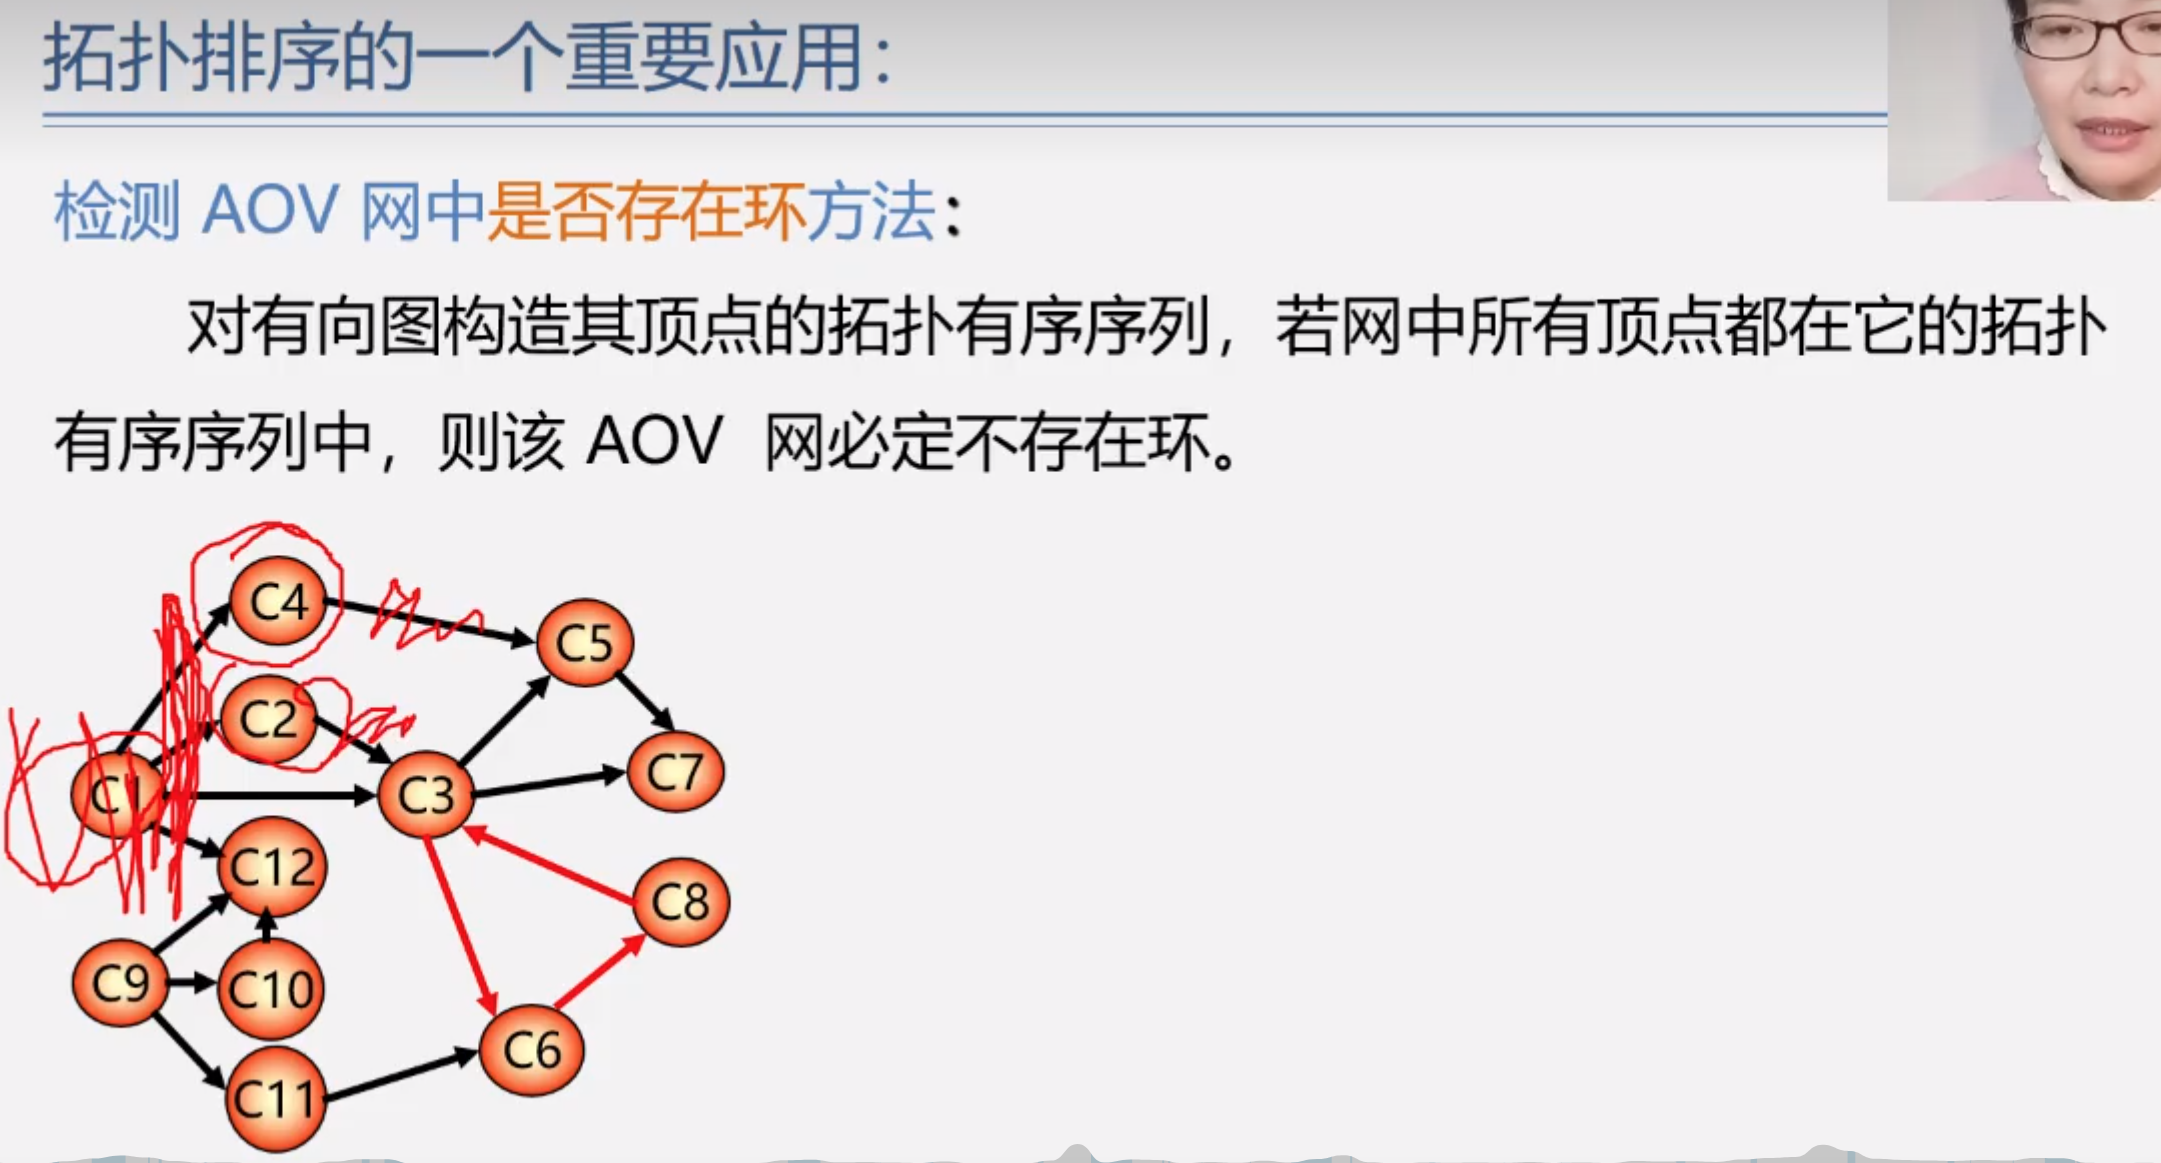 拓扑排序的一个重要应用：
检测 AOV 网中是否存在环方法：
对有向图构造其顶点的拓扑有序序列，若网中所有顶点都在它的拓扑
有序序列中，则该 AOV 网必定不存在环。
C4
C5
C2
C7
C1
C3
C12
C8
C9
C10
C6
C11